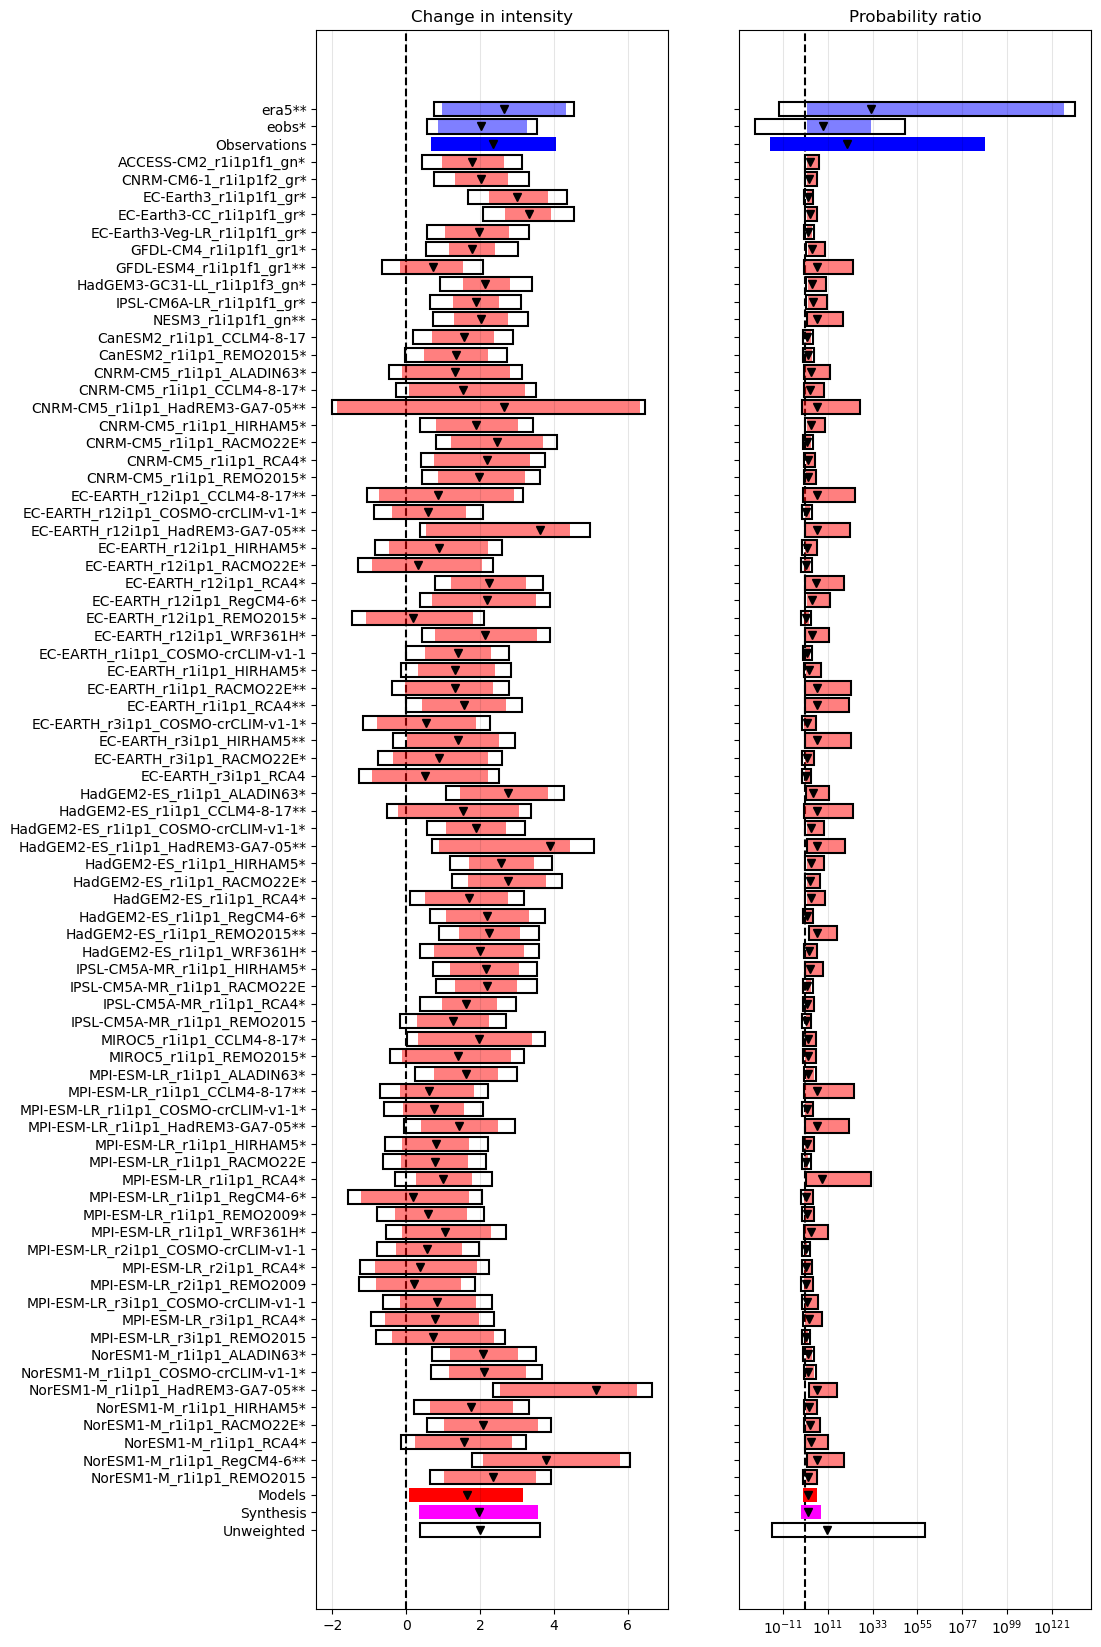 Change in intensity
Probability ratio
era5**
eobs*
Observations
ACCESS-CM2_r1i1p1f1_gn*
CNRM-CM6-1_r1i1p1f2_gr*
EC-Earth3_r1i1p1f1_gr*
EC-Earth3-CC_r1i1p1f1_gr*
EC-Earth3-Veg-LR_r1i1p1f1_gr*
GFDL-CM4_r1i1p1f1_gr1*
GFDL-ESM4_r1i1p1f1_gr1**
HadGEM3-GC31-LL_r1i1p1f3_gn*
IPSL-CM6A-LR_r1i1p1f1_gr*
NESM3_r1i1p1f1_gn**
CanESM2_r1i1p1_CCLM4-8-17
CanESM2_r1i1p1_REMO2015*
CNRM-CM5_r1i1p1_ALADIN63*
CNRM-CM5_r1i1p1_CCLM4-8-17*
CNRM-CM5_r1i1p1_HadREM3-GA7-05**
CNRM-CM5_r1i1p1_HIRHAM5*
CNRM-CM5_r1i1p1_RACMO22E*
CNRM-CM5_r1i1p1_RCA4*
CNRM-CM5_r1i1p1_REMO2015*
EC-EARTH_r12i1p1_CCLM4-8-17**
EC-EARTH_r12i1p1_COSMO-crCLIM-v1-1*
EC-EARTH_r12i1p1_HadREM3-GA7-05**
EC-EARTH_r12i1p1_HIRHAM5*
EC-EARTH_r12i1p1_RACMO22E*
EC-EARTH_r12i1p1_RCA4*
EC-EARTH_r12i1p1_RegCM4-6*
EC-EARTH_r12i1p1_REMO2015*
EC-EARTH_r12i1p1_WRF361H*
EC-EARTH_r1i1p1_COSMO-crCLIM-v1-1
EC-EARTH_r1i1p1_HIRHAM5*
EC-EARTH_r1i1p1_RACMO22E**
EC-EARTH_r1i1p1_RCA4**
EC-EARTH_r3i1p1_COSMO-crCLIM-v1-1*
EC-EARTH_r3i1p1_HIRHAM5**
EC-EARTH_r3i1p1_RACMO22E*
EC-EARTH_r3i1p1_RCA4
HadGEM2-ES_r1i1p1_ALADIN63*
HadGEM2-ES_r1i1p1_CCLM4-8-17**
HadGEM2-ES_r1i1p1_COSMO-crCLIM-v1-1*
HadGEM2-ES_r1i1p1_HadREM3-GA7-05**
HadGEM2-ES_r1i1p1_HIRHAM5*
HadGEM2-ES_r1i1p1_RACMO22E*
HadGEM2-ES_r1i1p1_RCA4*
HadGEM2-ES_r1i1p1_RegCM4-6*
HadGEM2-ES_r1i1p1_REMO2015**
HadGEM2-ES_r1i1p1_WRF361H*
IPSL-CM5A-MR_r1i1p1_HIRHAM5*
IPSL-CM5A-MR_r1i1p1_RACMO22E
IPSL-CM5A-MR_r1i1p1_RCA4*
IPSL-CM5A-MR_r1i1p1_REMO2015
MIROC5_r1i1p1_CCLM4-8-17*
MIROC5_r1i1p1_REMO2015*
MPI-ESM-LR_r1i1p1_ALADIN63*
MPI-ESM-LR_r1i1p1_CCLM4-8-17**
MPI-ESM-LR_r1i1p1_COSMO-crCLIM-v1-1*
MPI-ESM-LR_r1i1p1_HadREM3-GA7-05**
MPI-ESM-LR_r1i1p1_HIRHAM5*
MPI-ESM-LR_r1i1p1_RACMO22E
MPI-ESM-LR_r1i1p1_RCA4*
MPI-ESM-LR_r1i1p1_RegCM4-6*
MPI-ESM-LR_r1i1p1_REMO2009*
MPI-ESM-LR_r1i1p1_WRF361H*
MPI-ESM-LR_r2i1p1_COSMO-crCLIM-v1-1
MPI-ESM-LR_r2i1p1_RCA4*
MPI-ESM-LR_r2i1p1_REMO2009
MPI-ESM-LR_r3i1p1_COSMO-crCLIM-v1-1
MPI-ESM-LR_r3i1p1_RCA4*
MPI-ESM-LR_r3i1p1_REMO2015
NorESM1-M_r1i1p1_ALADIN63*
NorESM1-M_r1i1p1_COSMO-crCLIM-v1-1*
NorESM1-M_r1i1p1_HadREM3-GA7-05**
NorESM1-M_r1i1p1_HIRHAM5*
NorESM1-M_r1i1p1_RACMO22E*
NorESM1-M_r1i1p1_RCA4*
NorESM1-M_r1i1p1_RegCM4-6**
NorESM1-M_r1i1p1_REMO2015
Models
Synthesis
Unweighted
−2 0 2 4 6
10⁻¹¹ 10¹¹ 10³³ 10⁵⁵ 10⁷⁷ 10⁹⁹ 10¹²¹